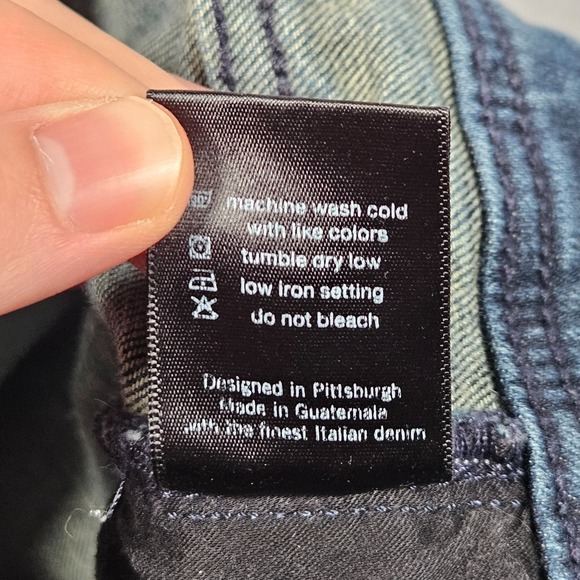 30°
machine wash cold
with like colors
tumble dry low
low iron setting
do not bleach
Designed in Pittsburgh
Made in Guatemala
with the finest Italian denim